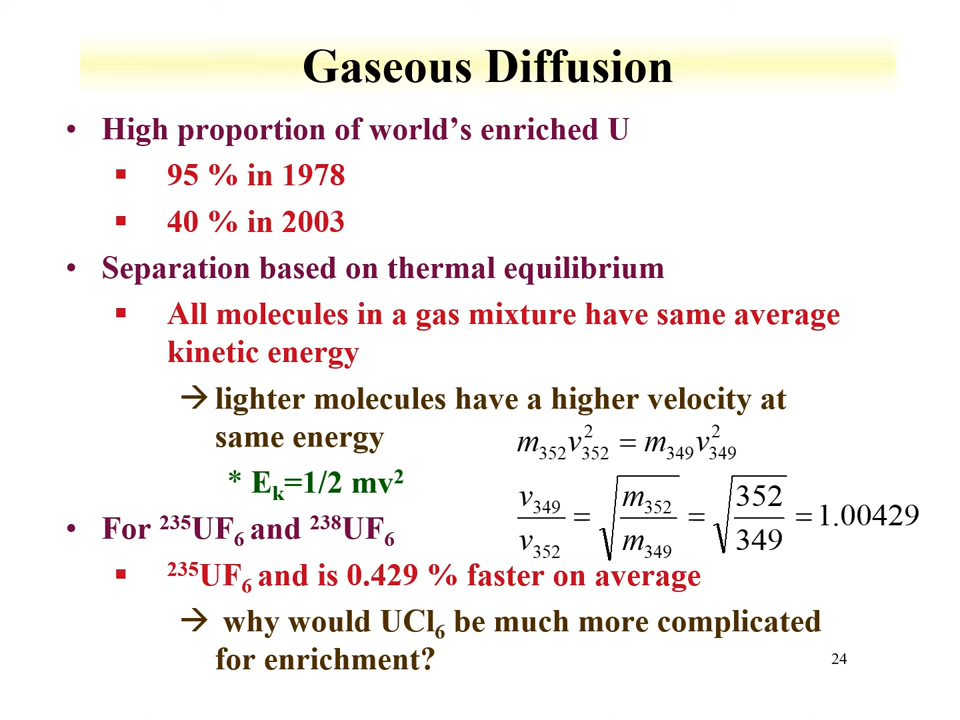 Gaseous Diffusion
• High proportion of world’s enriched U
▪ 95 % in 1978
▪ 40 % in 2003
• Separation based on thermal equilibrium
▪ All molecules in a gas mixture have same average
kinetic energy
→ lighter molecules have a higher velocity at
same energy
* Eₖ=1/2 mv²
m₃₅₂v²₃₅₂ = m₃₄₉v²₃₄₉
v₃₄₉/v₃₅₂ = √(m₃₅₂/m₃₄₉) = √(352/349) = 1.00429
• For ²³⁵UF₆ and ²³⁸UF₆
▪ ²³⁵UF₆ and is 0.429 % faster on average
→ why would UCl₆ be much more complicated
for enrichment?
24